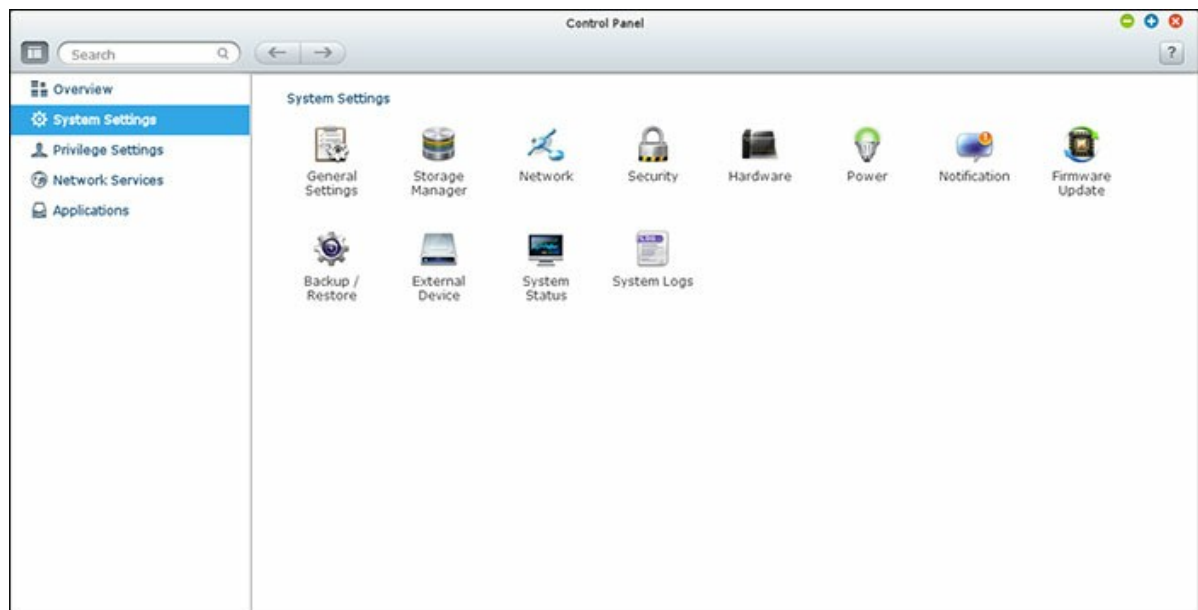 Control Panel
Search
?
Overview
System Settings
Privilege Settings
Network Services
Applications
System Settings
General
Settings
Storage
Manager
Network
Security
Hardware
Power
Notification
Firmware
Update
Backup /
Restore
External
Device
System
Status
System Logs